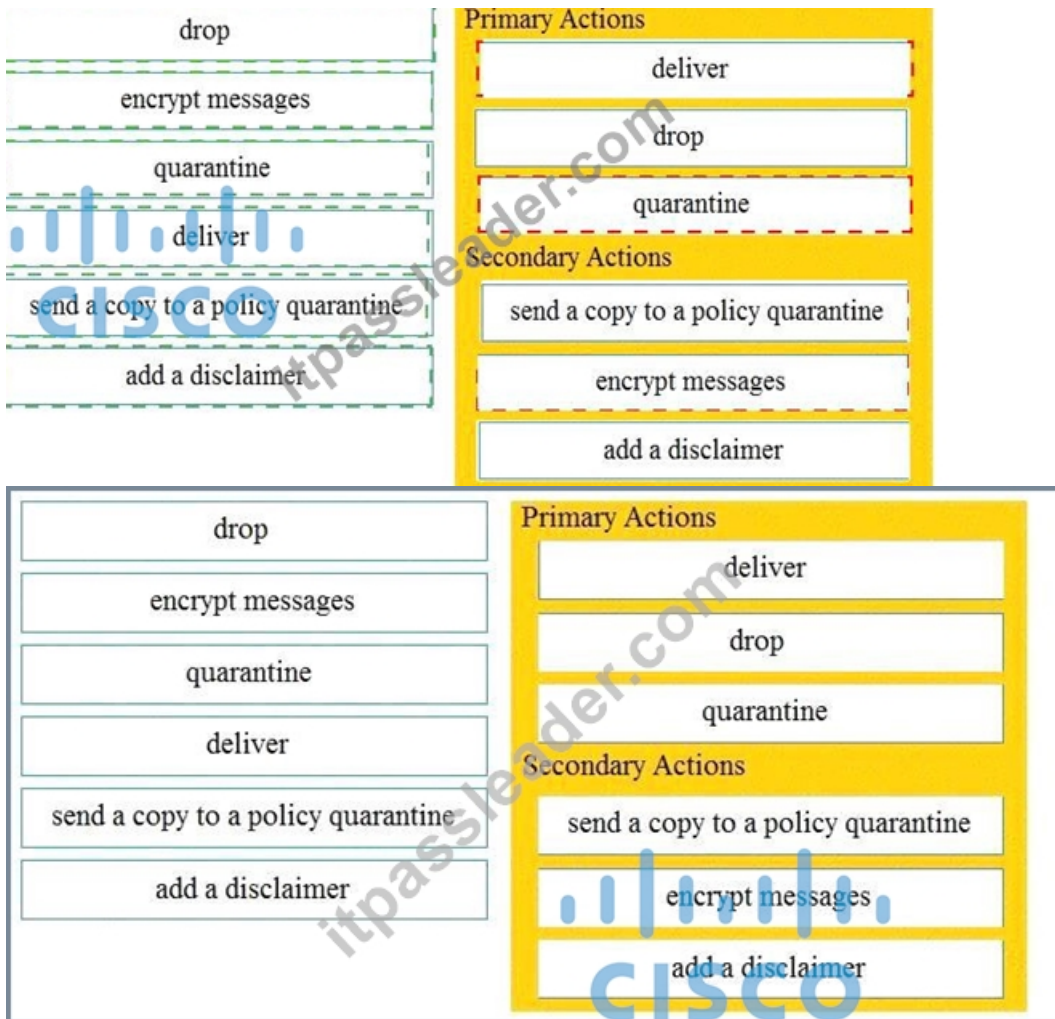 drop
encrypt messages
quarantine
deliver
send a copy to a policy quarantine
add a disclaimer
Primary Actions
deliver
drop
quarantine
Secondary Actions
send a copy to a policy quarantine
encrypt messages
add a disclaimer
CISCO
itpassleader.com
drop
encrypt messages
quarantine
deliver
send a copy to a policy quarantine
add a disclaimer
Primary Actions
deliver
drop
quarantine
Secondary Actions
send a copy to a policy quarantine
encrypt messages
add a disclaimer
CISCO
itpassleader.com